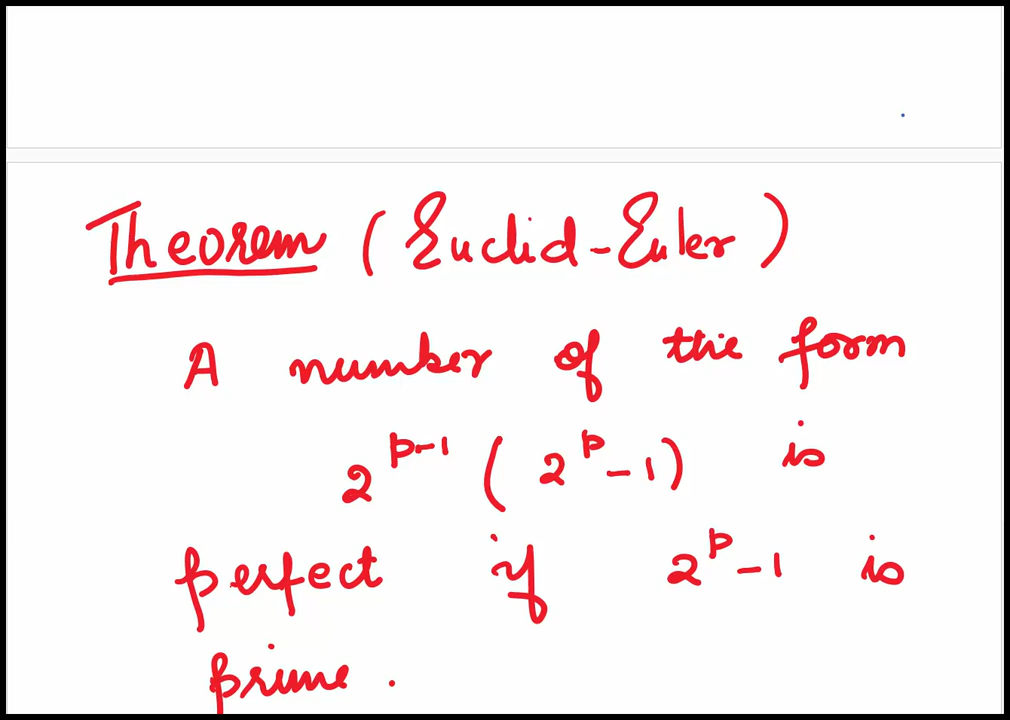 Theorem (Euclid-Euler)
A number of the form
2^{p-1} (2^p - 1) is
perfect if 2^p - 1 is
prime.